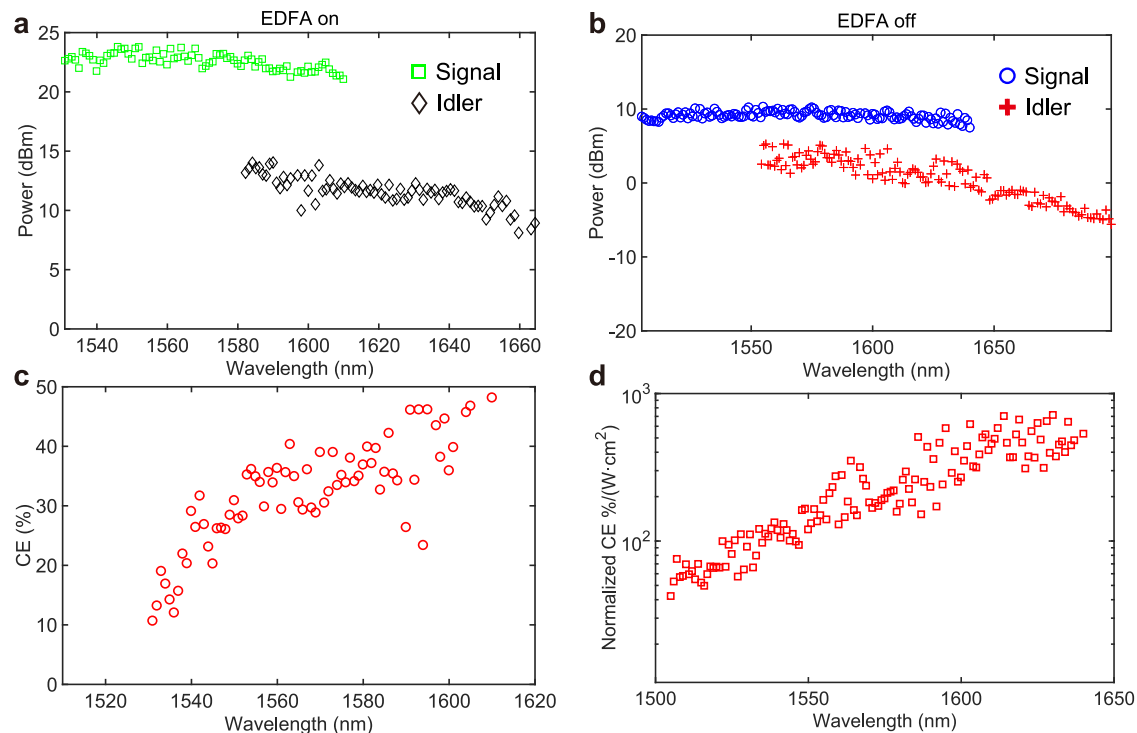 a
EDFA on
25
20
15
10
5
0
Power (dBm)
Signal
Idler
1540
1560
1580
1600
1620
1640
1660
Wavelength (nm)
b
EDFA off
20
10
0
-10
-20
Power (dBm)
Signal
Idler
1550
1600
1650
Wavelength (nm)
c
50
40
30
20
10
0
CE (%)
1520
1540
1560
1580
1600
1620
Wavelength (nm)
d
10³
10²
Normalized CE %/(W·cm²)
1500
1550
1600
1650
Wavelength (nm)